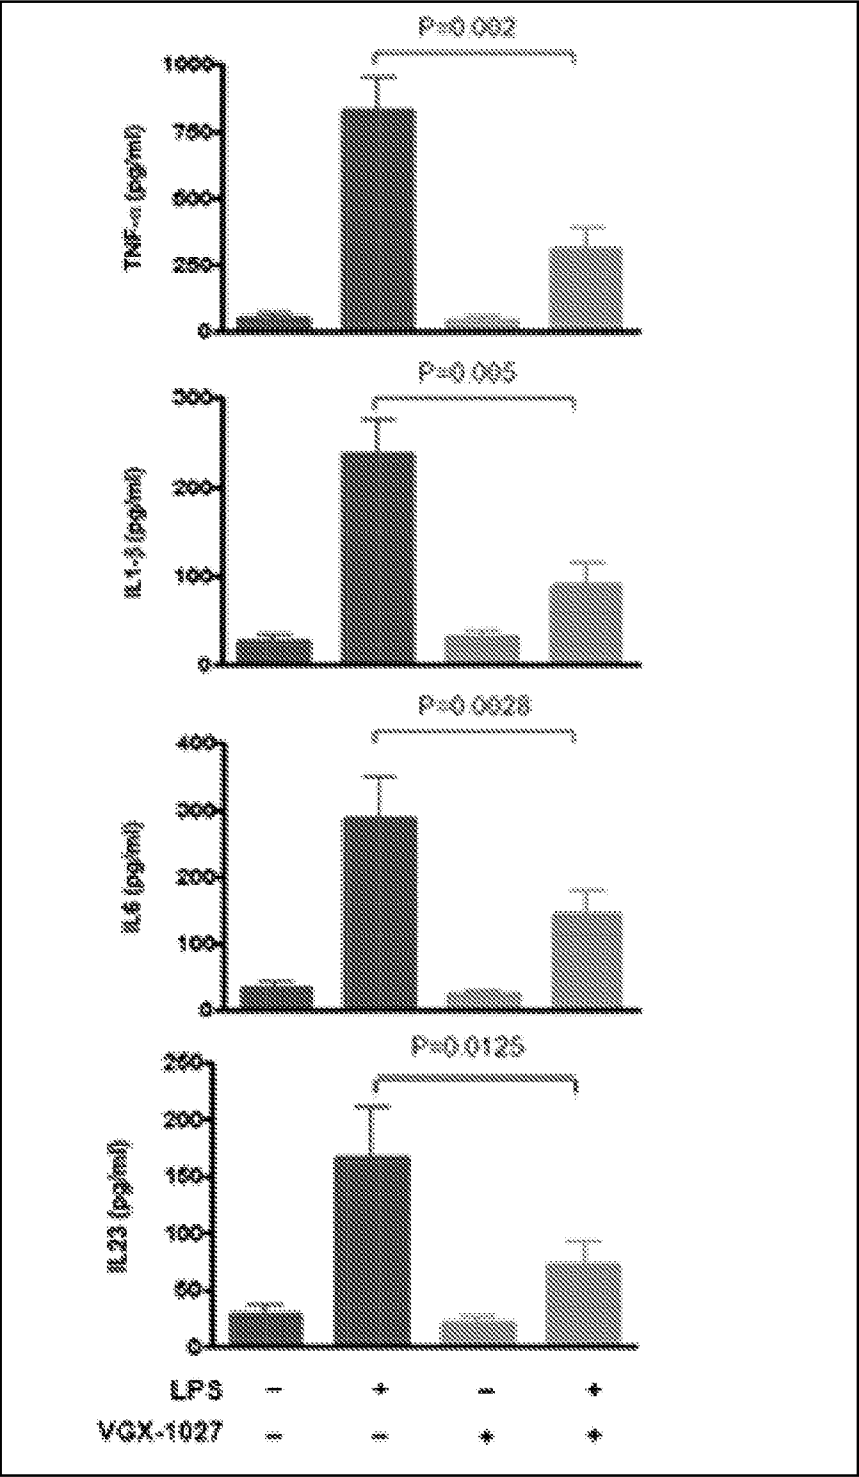 P=0.002
1000
750
500
250
0
TNF-α (pg/ml)
P=0.005
300
200
100
0
IL1-β (pg/ml)
P=0.0028
400
300
200
100
0
IL6 (pg/ml)
P=0.0125
250
200
150
100
50
0
IL23 (pg/ml)
LPS - + - +
VGX-1027 - - + +